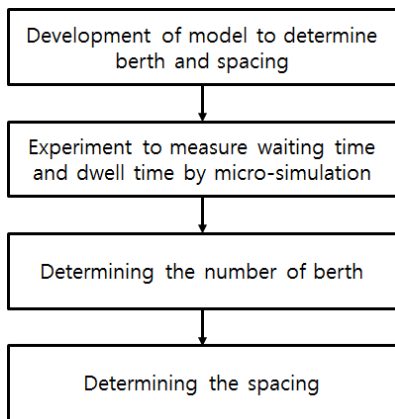 Development of model to determine
berth and spacing
Experiment to measure waiting time
and dwell time by micro-simulation
Determining the number of berth
Determining the spacing